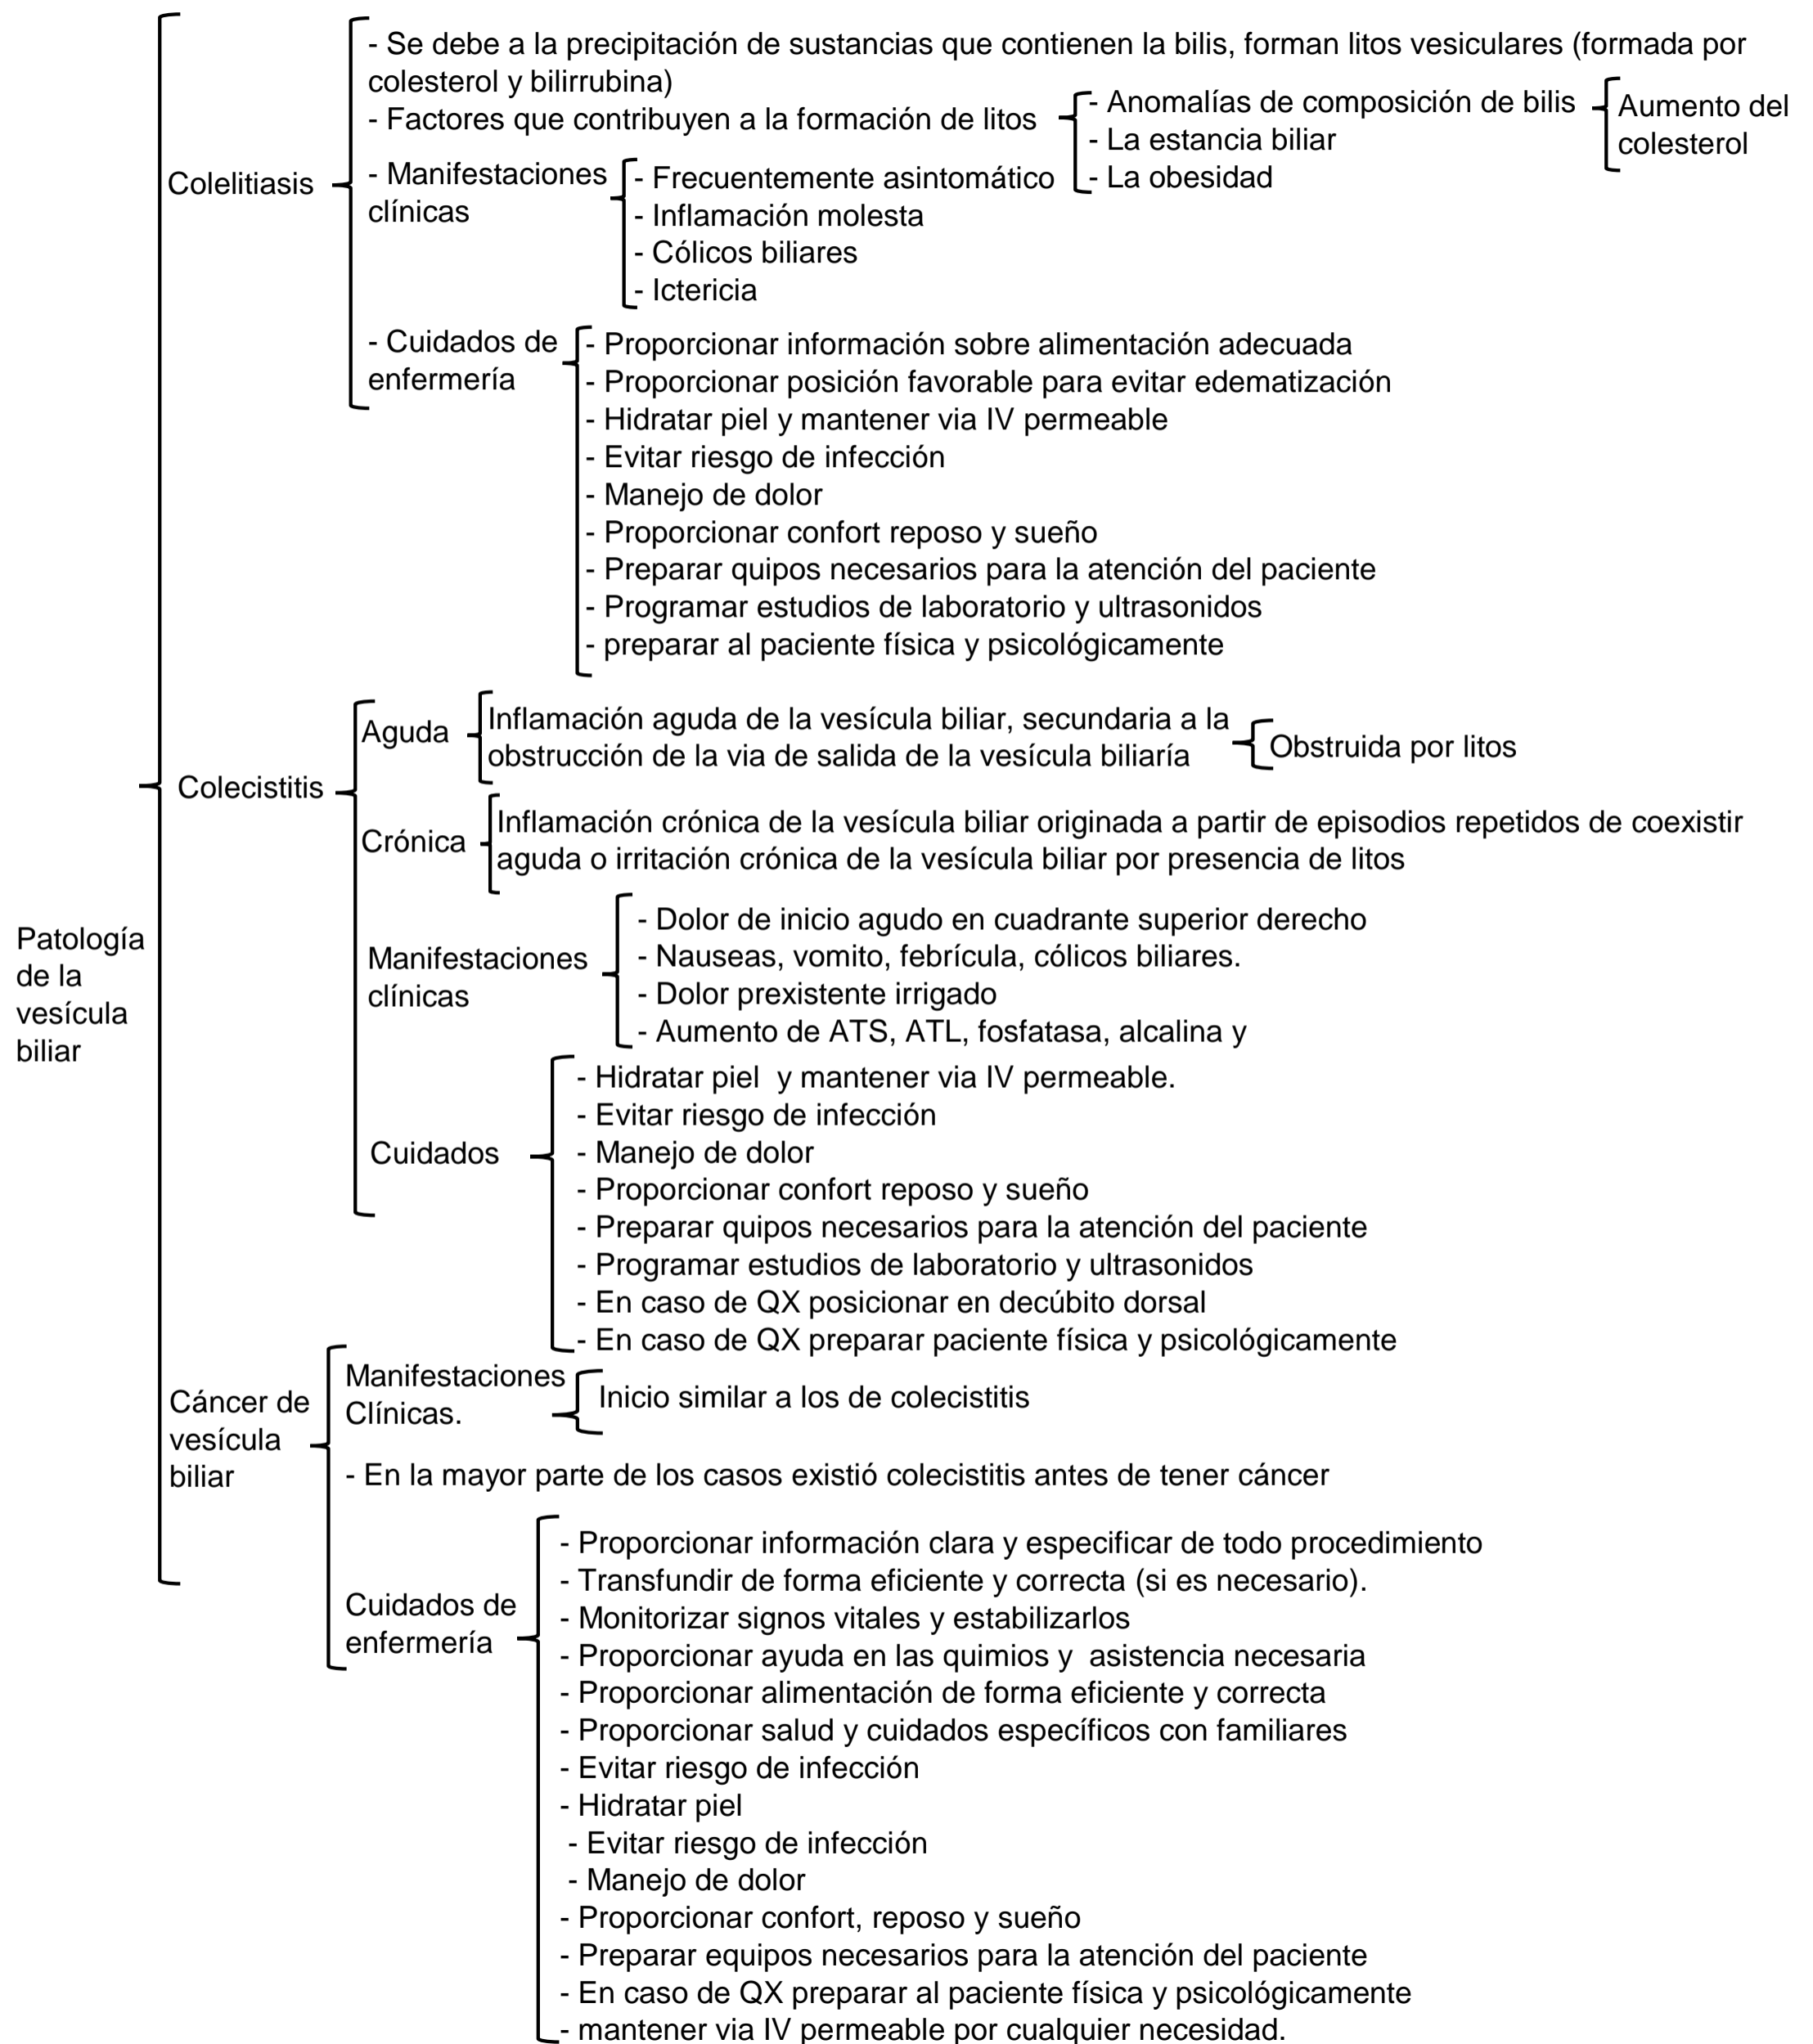 Patología
de la
vesícula
biliar
Colelitiasis
- Se debe a la precipitación de sustancias que contienen la bilis, forman litos vesiculares (formada por
colesterol y bilirrubina)
- Factores que contribuyen a la formación de litos
- Anomalías de composición de bilis
Aumento del
colesterol
- La estancia biliar
- La obesidad
- Manifestaciones
clínicas
- Frecuentemente asintomático
- Inflamación molesta
- Cólicos biliares
- Ictericia
- Cuidados de
enfermería
- Proporcionar información sobre alimentación adecuada
- Proporcionar posición favorable para evitar edematización
- Hidratar piel y mantener via IV permeable
- Evitar riesgo de infección
- Manejo de dolor
- Proporcionar confort reposo y sueño
- Preparar quipos necesarios para la atención del paciente
- Programar estudios de laboratorio y ultrasonidos
- preparar al paciente física y psicológicamente
Colecistitis
Aguda
Inflamación aguda de la vesícula biliar, secundaria a la
obstrucción de la via de salida de la vesícula biliaría
Obstruida por litos
Crónica
Inflamación crónica de la vesícula biliar originada a partir de episodios repetidos de coexistir
aguda o irritación crónica de la vesícula biliar por presencia de litos
Manifestaciones
clínicas
- Dolor de inicio agudo en cuadrante superior derecho
- Nauseas, vomito, febrícula, cólicos biliares.
- Dolor prexistente irrigado
- Aumento de ATS, ATL, fosfatasa, alcalina y
Cuidados
- Hidratar piel  y mantener via IV permeable.
- Evitar riesgo de infección
- Manejo de dolor
- Proporcionar confort reposo y sueño
- Preparar quipos necesarios para la atención del paciente
- Programar estudios de laboratorio y ultrasonidos
- En caso de QX posicionar en decúbito dorsal
- En caso de QX preparar paciente física y psicológicamente
Cáncer de
vesícula
biliar
Manifestaciones
Clínicas.
Inicio similar a los de colecistitis
- En la mayor parte de los casos existió colecistitis antes de tener cáncer
Cuidados de
enfermería
- Proporcionar información clara y especificar de todo procedimiento
- Transfundir de forma eficiente y correcta (si es necesario).
- Monitorizar signos vitales y estabilizarlos
- Proporcionar ayuda en las quimios y  asistencia necesaria
- Proporcionar alimentación de forma eficiente y correcta
- Proporcionar salud y cuidados específicos con familiares
- Evitar riesgo de infección
- Hidratar piel
- Evitar riesgo de infección
- Manejo de dolor
- Proporcionar confort, reposo y sueño
- Preparar equipos necesarios para la atención del paciente
- En caso de QX preparar al paciente física y psicológicamente
- mantener via IV permeable por cualquier necesidad.